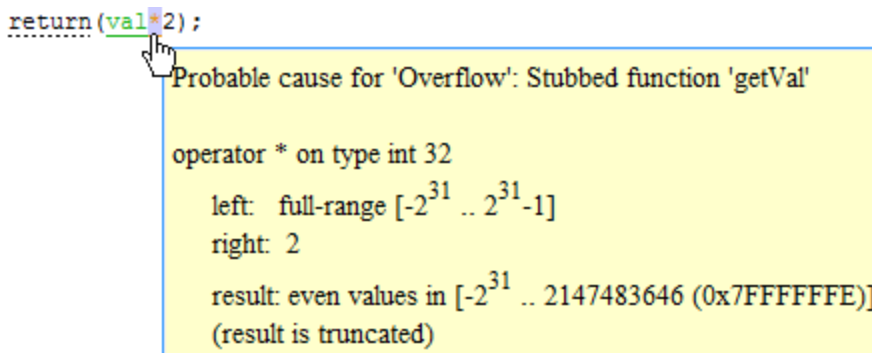 return(val*2);
Probable cause for 'Overflow': Stubbed function 'getVal'
operator * on type int 32
left: full-range [-2^31 .. 2^31-1]
right: 2
result: even values in [-2^31 .. 2147483646 (0x7FFFFFFE)]
(result is truncated)